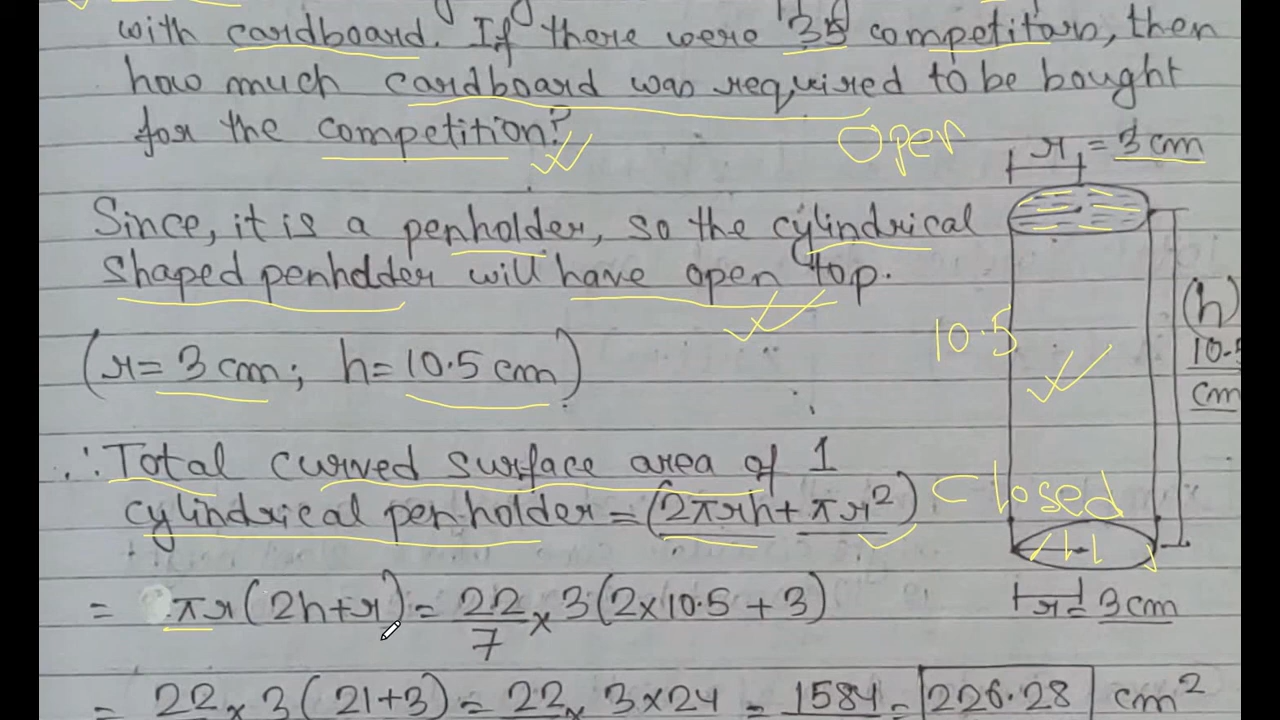 with cardboard. If there were 35 competitors, then
how much cardboard was required to be bought
for the competition?
Open
r = 3 cm
Since, it is a penholder, so the cylindrical
shaped penholder will have open top.
(h)
10.5
10.5
cm
(r = 3 cm; h = 10.5 cm)
∴ Total curved surface area of 1
cylindrical penholder = (2πrh + πr²)
Closed
= πr(2h+r) = 22/7 × 3(2×10.5 + 3)
r = 3 cm
= 22 × 3(21+3) = 22 × 3×24 = 1584 = 226.28 cm²